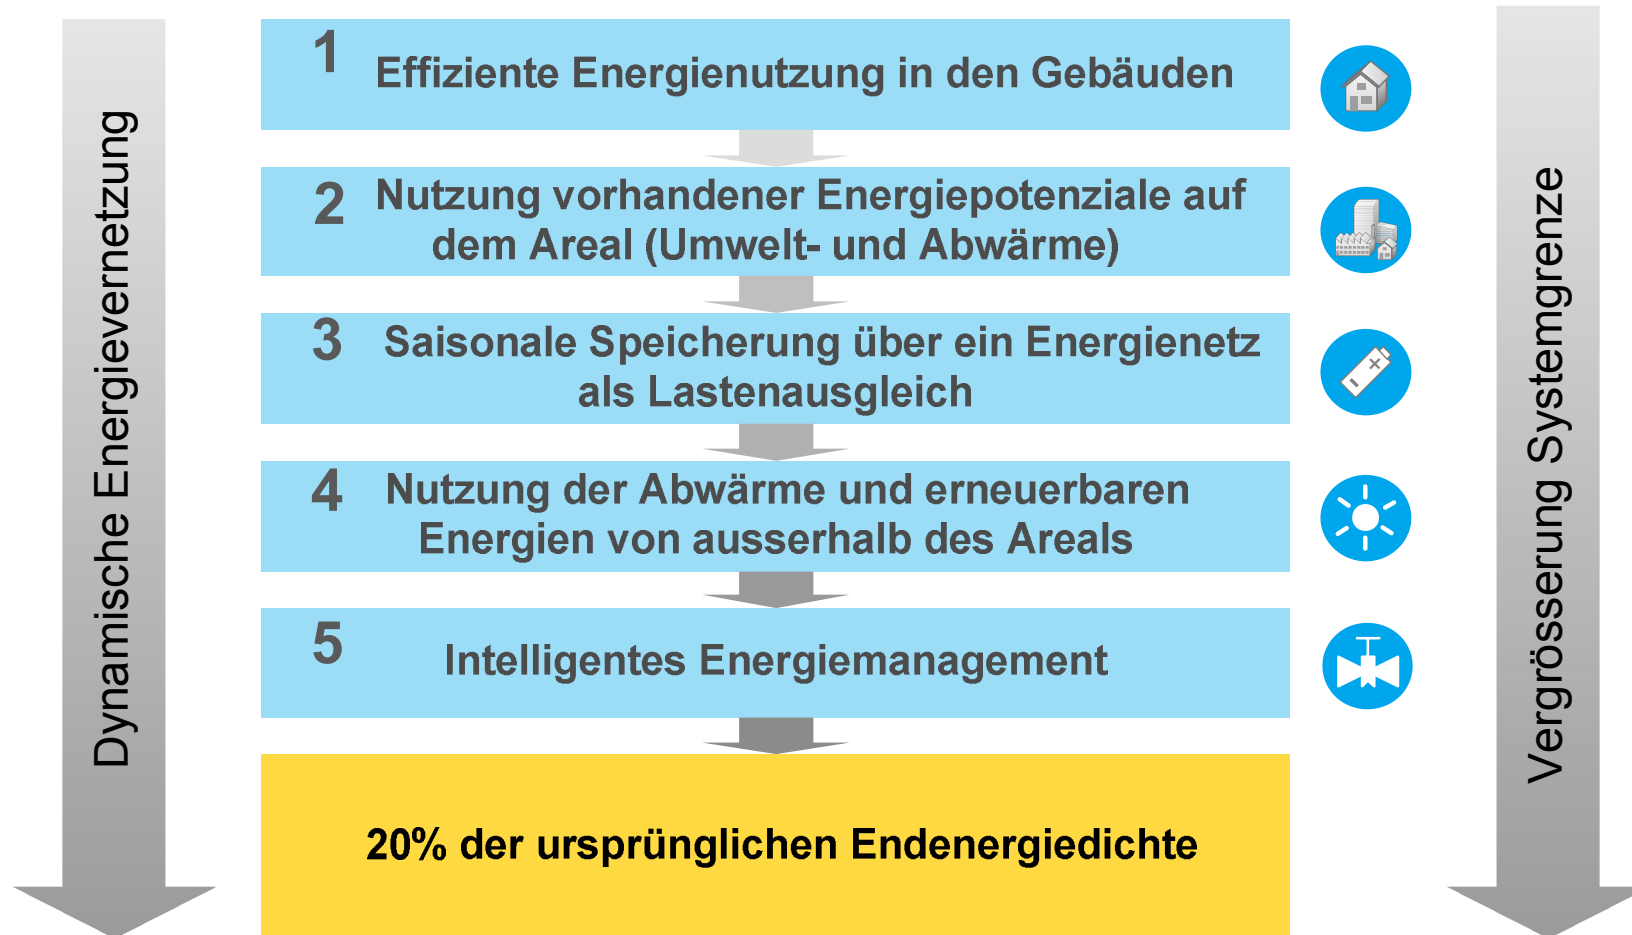 Dynamische Energievernetzung
1 Effiziente Energienutzung in den Gebäuden
2 Nutzung vorhandener Energiepotenziale auf
dem Areal (Umwelt- und Abwärme)
3 Saisonale Speicherung über ein Energienetz
als Lastenausgleich
4 Nutzung der Abwärme und erneuerbaren
Energien von ausserhalb des Areals
5 Intelligentes Energiemanagement
20% der ursprünglichen Endenergiedichte
Vergrösserung Systemgrenze